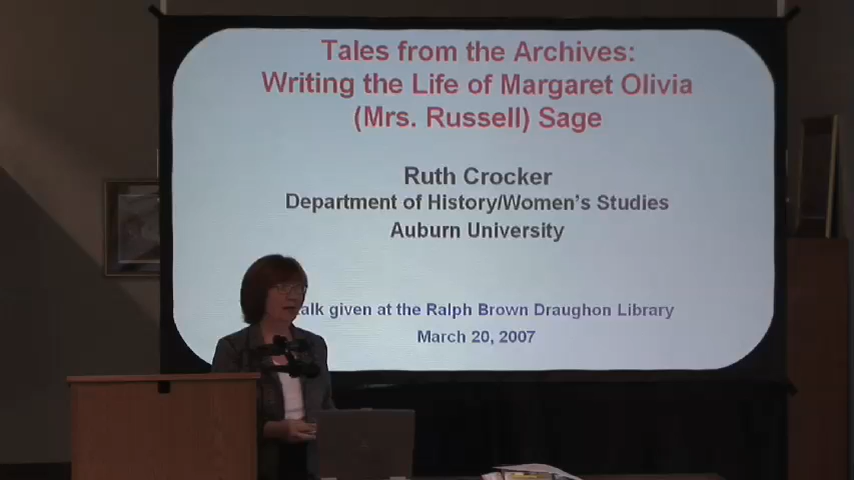 Tales from the Archives:
Writing the Life of Margaret Olivia
(Mrs. Russell) Sage
Ruth Crocker
Department of History/Women's Studies
Auburn University
alk given at the Ralph Brown Draughon Library
March 20, 2007